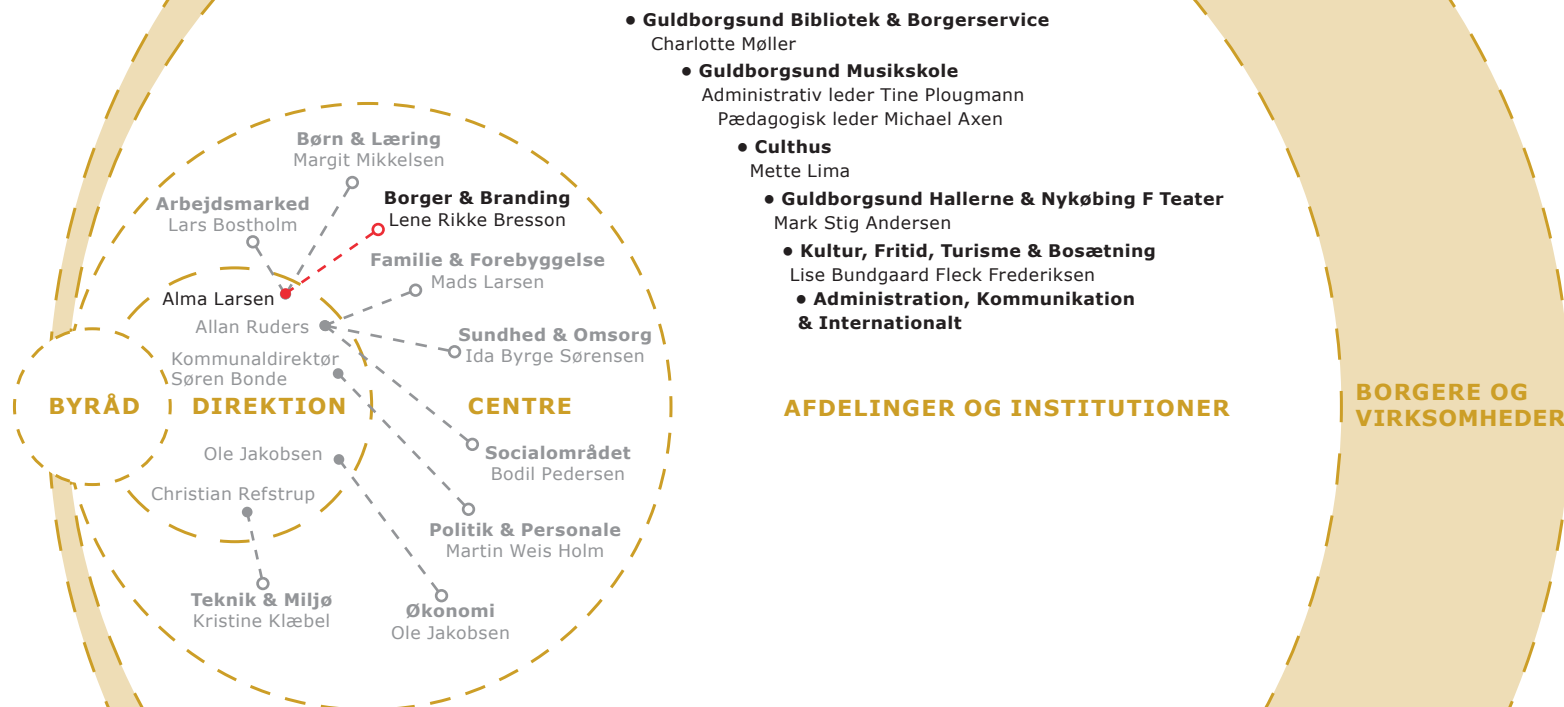 • Guldborgsund Bibliotek & Borgerservice
Charlotte Møller
• Guldborgsund Musikskole
Administrativ leder Tine Plougmann
Pædagogisk leder Michael Axen
• Culthus
Mette Lima
• Guldborgsund Hallerne & Nykøbing F Teater
Mark Stig Andersen
• Kultur, Fritid, Turisme & Bosætning
Lise Bundgaard Fleck Frederiksen
• Administration, Kommunikation
& Internationalt
Børn & Læring
Margit Mikkelsen
Arbejdsmarked
Lars Bostholm
Borger & Branding
Lene Rikke Bresson
Familie & Forebyggelse
Mads Larsen
Alma Larsen
Allan Ruders
Sundhed & Omsorg
Ida Byrge Sørensen
Kommunaldirektør
Søren Bonde
BYRÅD
DIREKTION
CENTRE
AFDELINGER OG INSTITUTIONER
BORGERE OG
VIRKSOMHEDER
Ole Jakobsen
Socialområdet
Bodil Pedersen
Christian Refstrup
Politik & Personale
Martin Weis Holm
Teknik & Miljø
Kristine Klæbel
Økonomi
Ole Jakobsen